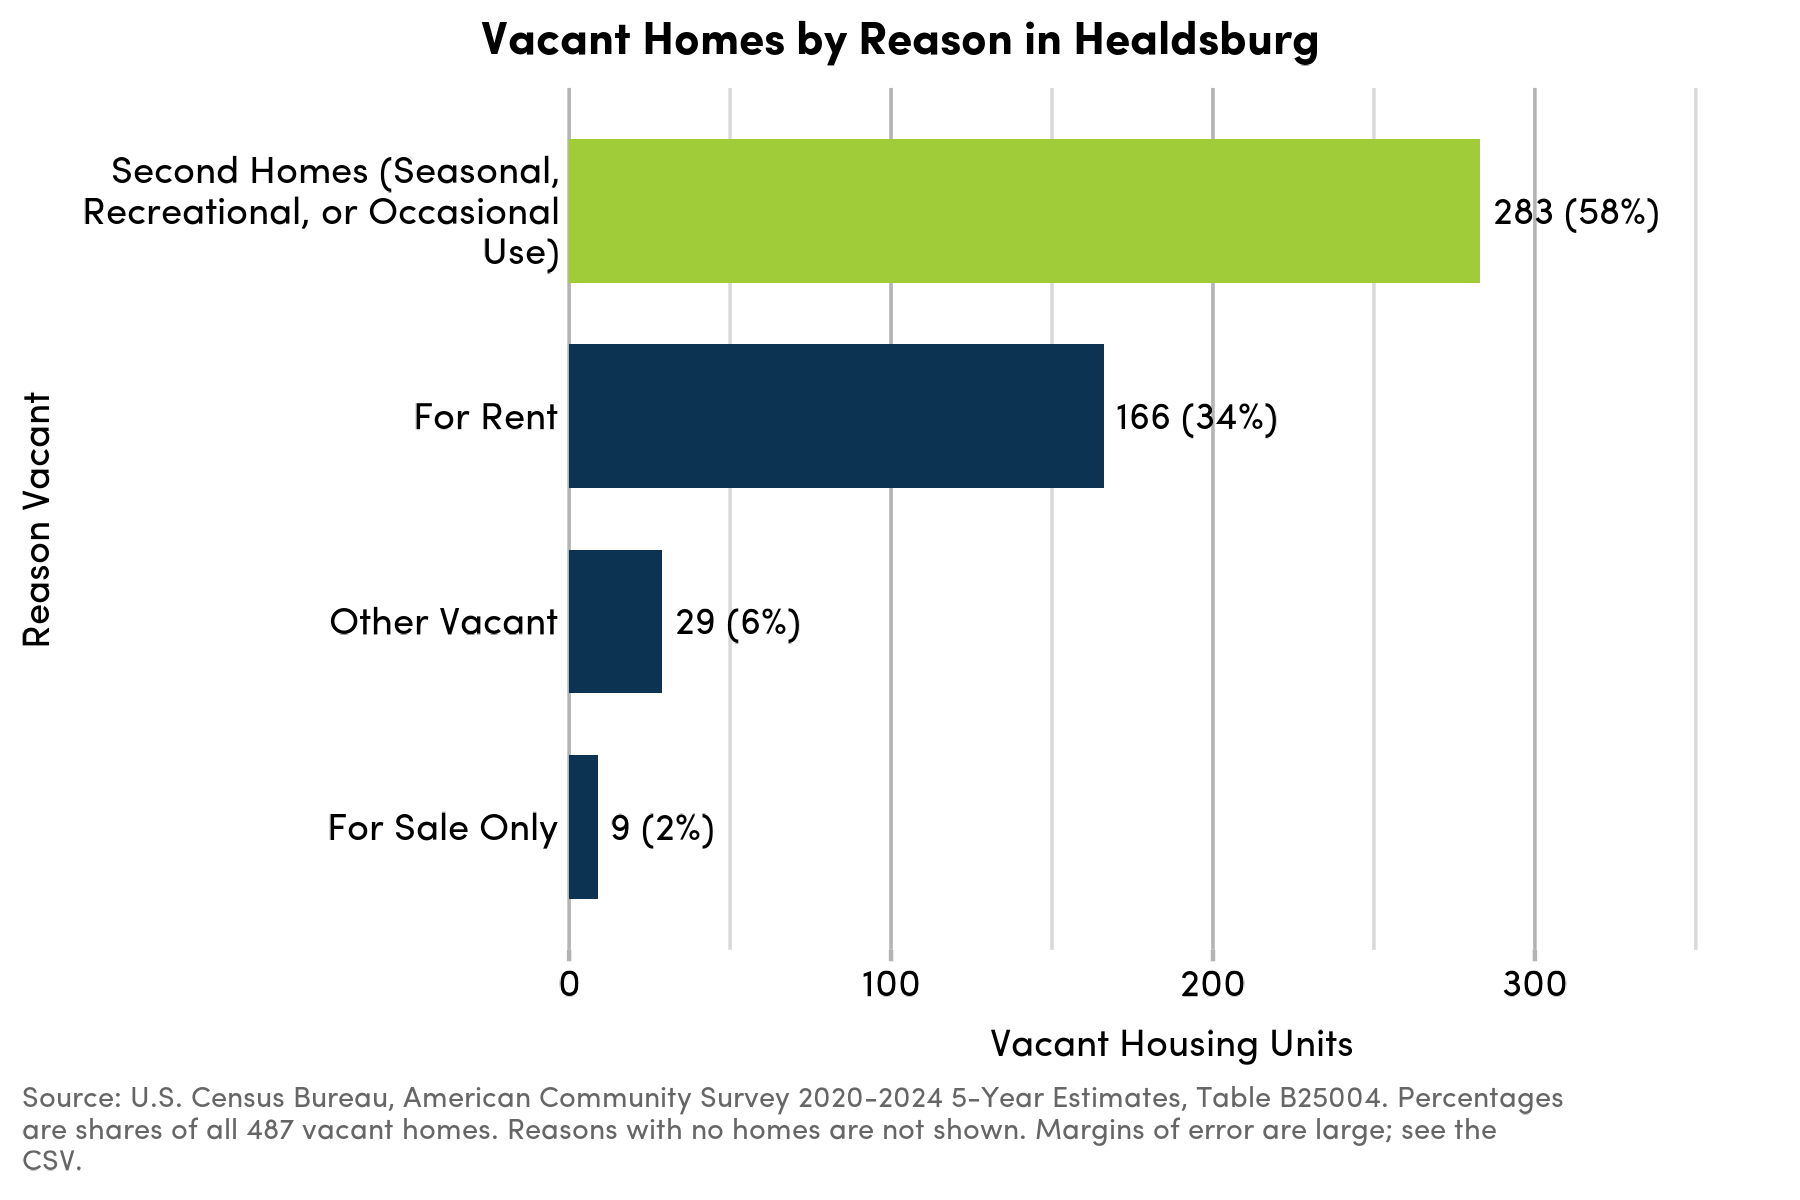 Vacant Homes by Reason in Healdsburg
Second Homes (Seasonal,
Recreational, or Occasional
Use)
283 (58%)
For Rent
166 (34%)
Other Vacant
29 (6%)
For Sale Only
9 (2%)
Reason Vacant
0
100
200
300
Vacant Housing Units
Source: U.S. Census Bureau, American Community Survey 2020-2024 5-Year Estimates, Table B25004. Percentages
are shares of all 487 vacant homes. Reasons with no homes are not shown. Margins of error are large; see the
CSV.